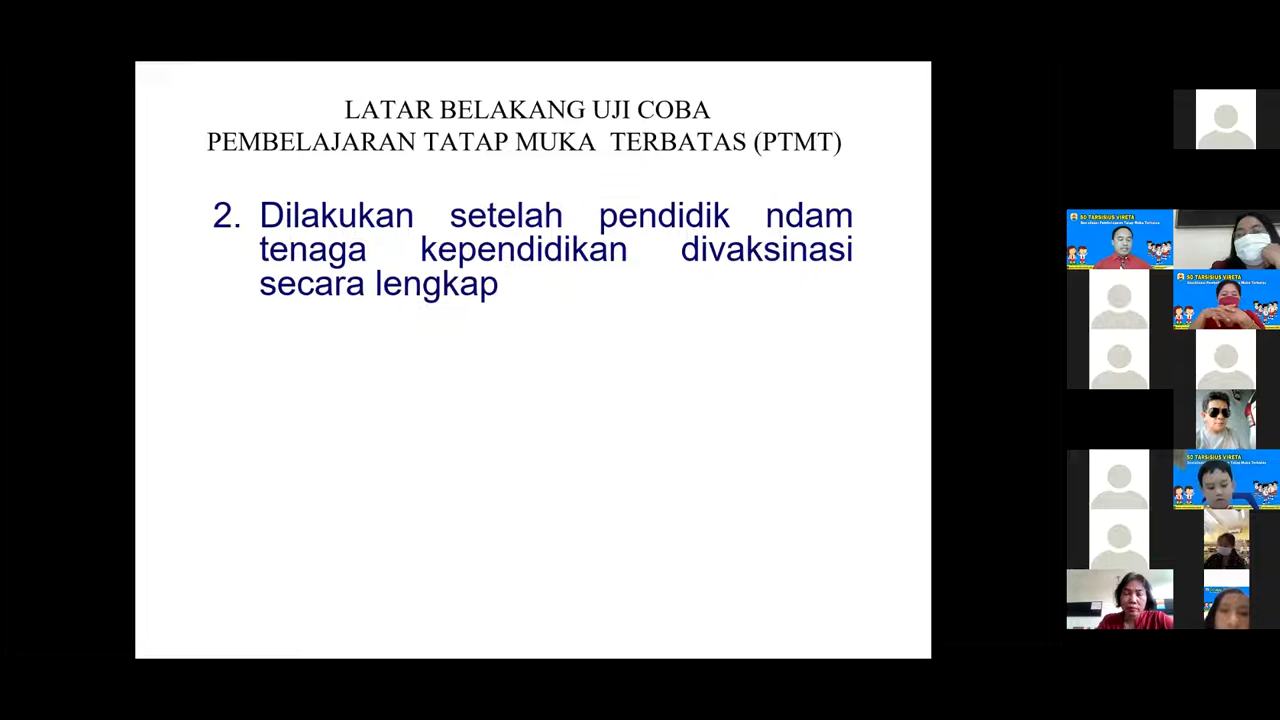 LATAR BELAKANG UJI COBA
PEMBELAJARAN TATAP MUKA TERBATAS (PTMT)
2. Dilakukan setelah pendidik ndam
tenaga kependidikan divaksinasi
secara lengkap
SD TARSISIUS VIRETA
SD TARSISIUS VIRETA
SD TARSISIUS VIRETA